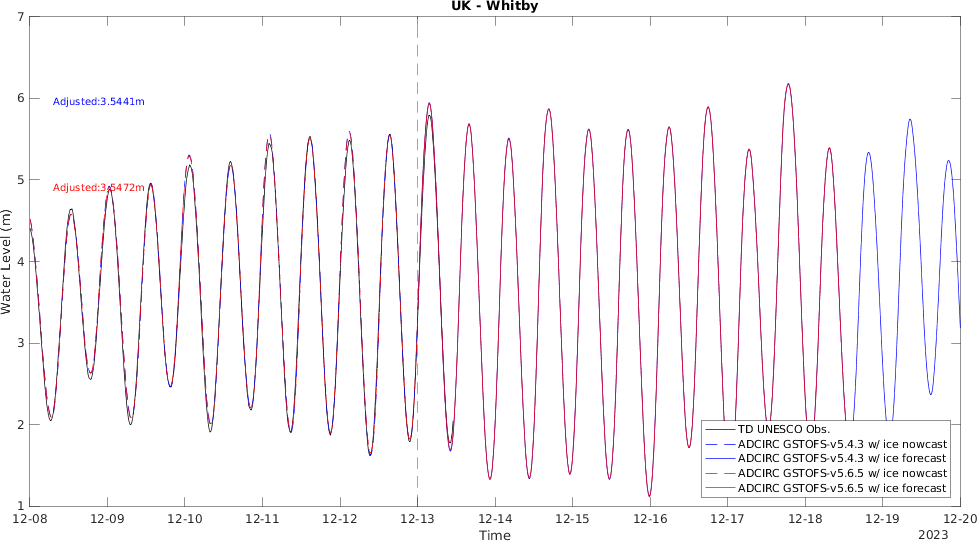 UK - Whitby
7
6
5
4
3
2
1
Water Level (m)
Adjusted:3.5441m
Adjusted:3.5472m
TD UNESCO Obs.
ADCIRC GSTOFS-v5.4.3 w/ ice nowcast
ADCIRC GSTOFS-v5.4.3 w/ ice forecast
ADCIRC GSTOFS-v5.6.5 w/ ice nowcast
ADCIRC GSTOFS-v5.6.5 w/ ice forecast
12-08 12-09 12-10 12-11 12-12 12-13 12-14 12-15 12-16 12-17 12-18 12-19 12-20
Time
2023